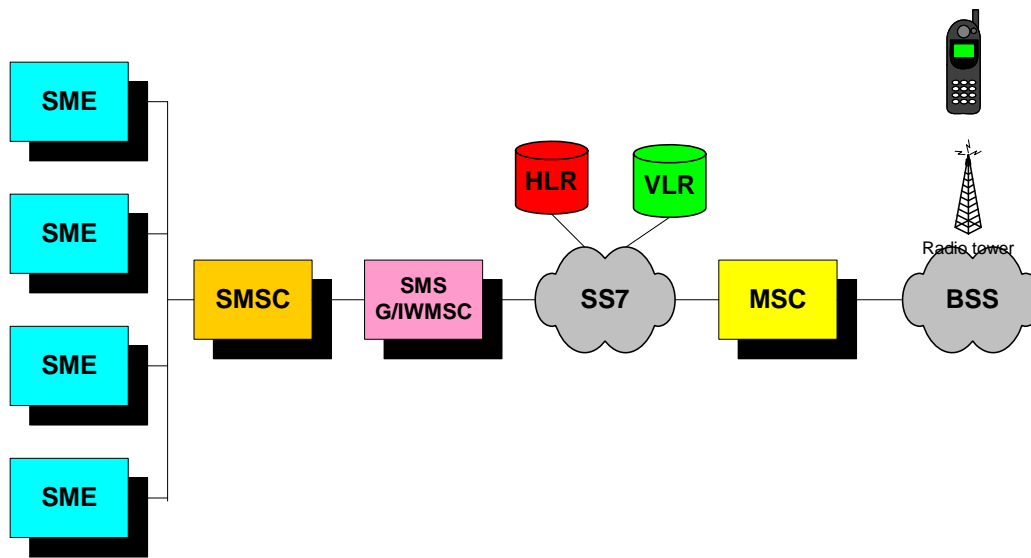 SME
SME
SME
SME
SMSC
SMS
G/IWMSC
HLR
VLR
SS7
MSC
Radio tower
BSS